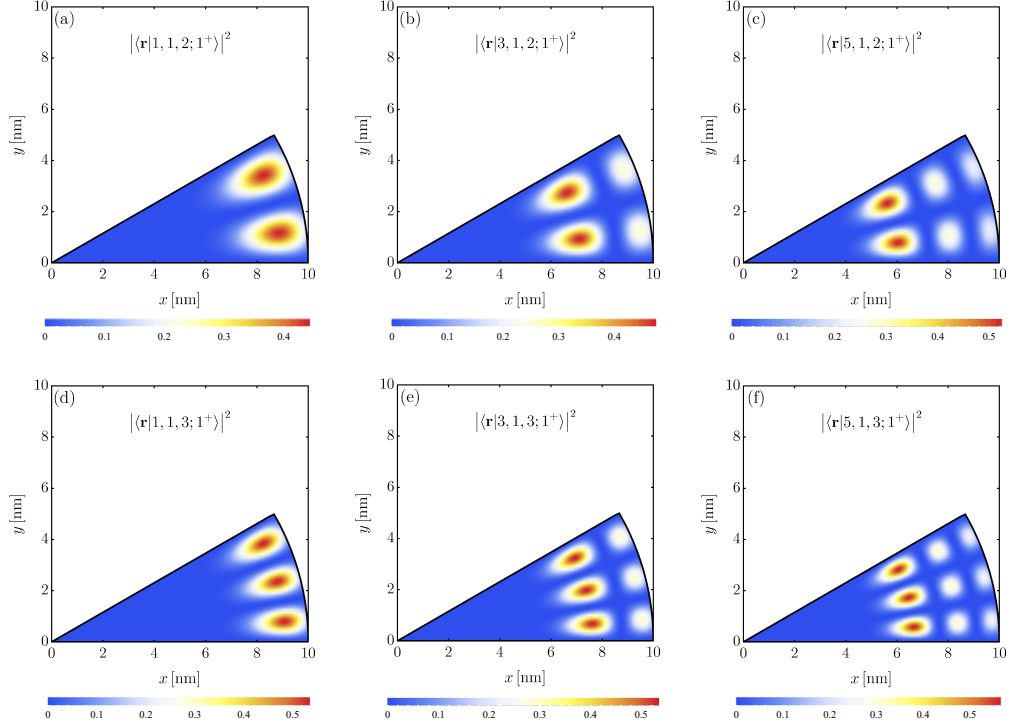 (a)
|⟨r|1, 1, 2; 1⁺⟩|²
10
8
6
4
2
0
y [nm]
0 2 4 6 8 10
x [nm]
0 0.1 0.2 0.3 0.4
(b)
|⟨r|3, 1, 2; 1⁺⟩|²
10
8
6
4
2
0
y [nm]
0 2 4 6 8 10
x [nm]
0 0.1 0.2 0.3 0.4
(c)
|⟨r|5, 1, 2; 1⁺⟩|²
10
8
6
4
2
0
y [nm]
0 2 4 6 8 10
x [nm]
0 0.1 0.2 0.3 0.4 0.5
(d)
|⟨r|1, 1, 3; 1⁺⟩|²
10
8
6
4
2
0
y [nm]
0 2 4 6 8 10
x [nm]
0 0.1 0.2 0.3 0.4 0.5
(e)
|⟨r|3, 1, 3; 1⁺⟩|²
10
8
6
4
2
0
y [nm]
0 2 4 6 8 10
x [nm]
0 0.1 0.2 0.3 0.4 0.5
(f)
|⟨r|5, 1, 3; 1⁺⟩|²
10
8
6
4
2
0
y [nm]
0 2 4 6 8 10
x [nm]
0 0.1 0.2 0.3 0.4 0.5